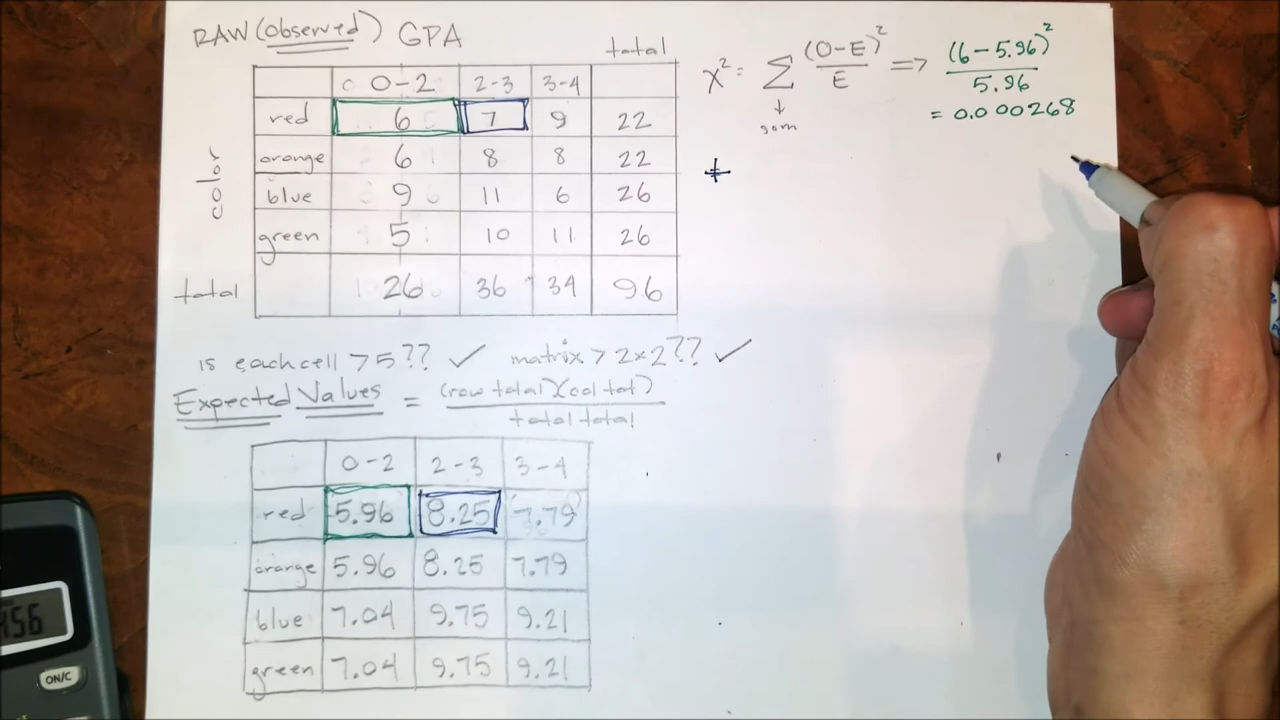 RAW (observed) GPA
total
0-2 2-3 3-4
red 6 7 9 22
orange 6 8 8 22
blue 9 11 6 26
green 5 10 11 26
total 26 36 34 96
color
χ² = Σ (O-E)²/E => (6-5.96)²/5.96
↓
sum
= 0.000268
+
is each cell > 5?? ✓ matrix > 2x2?? ✓
Expected Values = (row total)(col tot)/total total
0-2 2-3 3-4
red 5.96 8.25 7.79
orange 5.96 8.25 7.79
blue 7.04 9.75 9.21
green 7.04 9.75 9.21
ON/C